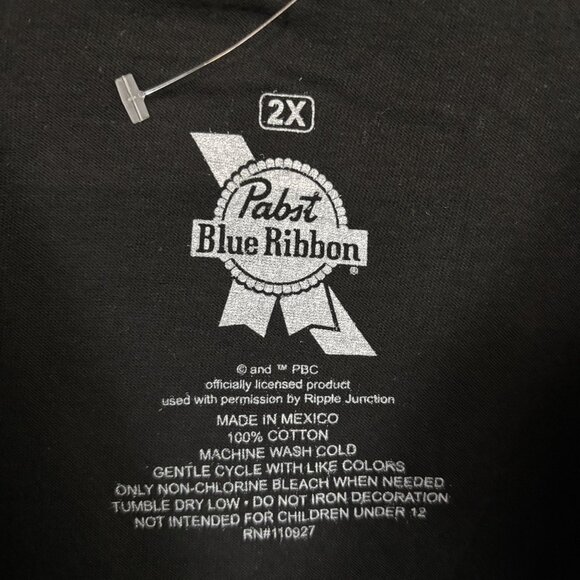 2X
Pabst
Blue Ribbon®
© and ™ PBC
officially licensed product
used with permission by Ripple Junction
MADE IN MEXICO
100% COTTON
MACHINE WASH COLD
GENTLE CYCLE WITH LIKE COLORS
ONLY NON-CHLORINE BLEACH WHEN NEEDED
TUMBLE DRY LOW • DO NOT IRON DECORATION
NOT INTENDED FOR CHILDREN UNDER 12
RN#110927